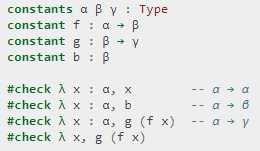 constants α β γ : Type
constant f : α → β
constant g : β → γ
constant b : β
#check λ x : α, x -- α → α
#check λ x : α, b -- α → β
#check λ x : α, g (f x) -- α → γ
#check λ x, g (f x)